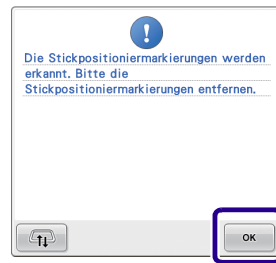 Die Stickpositioniermarkierungen werden
erkannt. Bitte die
Stickpositioniermarkierungen entfernen.
OK